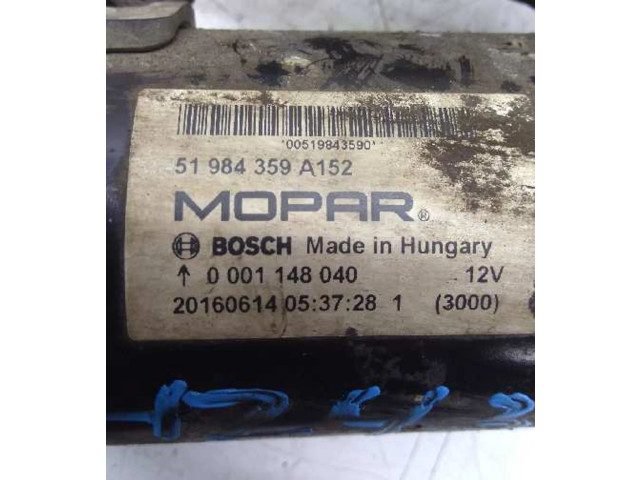 *00519843590*
51 984 359 A152
MOPAR®
BOSCH Made in Hungary
↑ 0 001 148 040 12V
20160614 05:37:28 1 (3000)